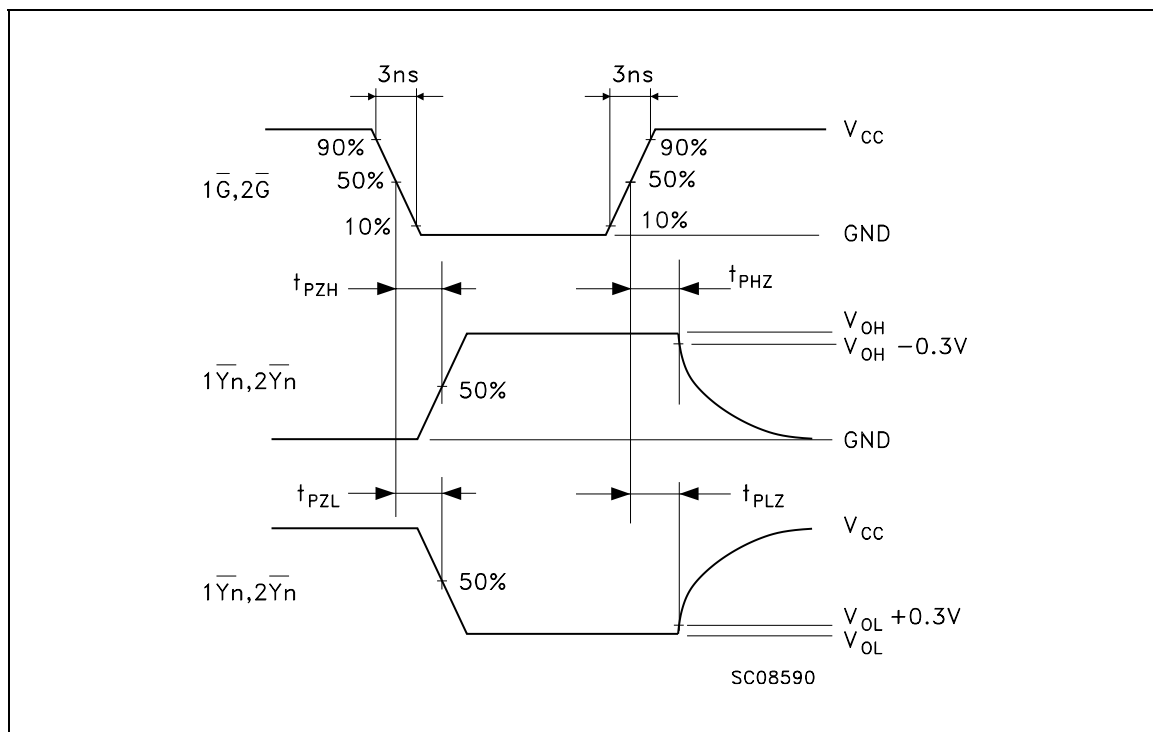 3ns 3ns
V_CC
90% 90%
1G̅,2G̅ 50% 50%
10% 10%
GND
t_PZH t_PHZ
V_OH
V_OH −0.3V
1Y̅n̅,2Y̅n̅ 50%
GND
t_PZL t_PLZ
V_CC
1Y̅n̅,2Y̅n̅ 50%
V_OL +0.3V
V_OL
SC08590